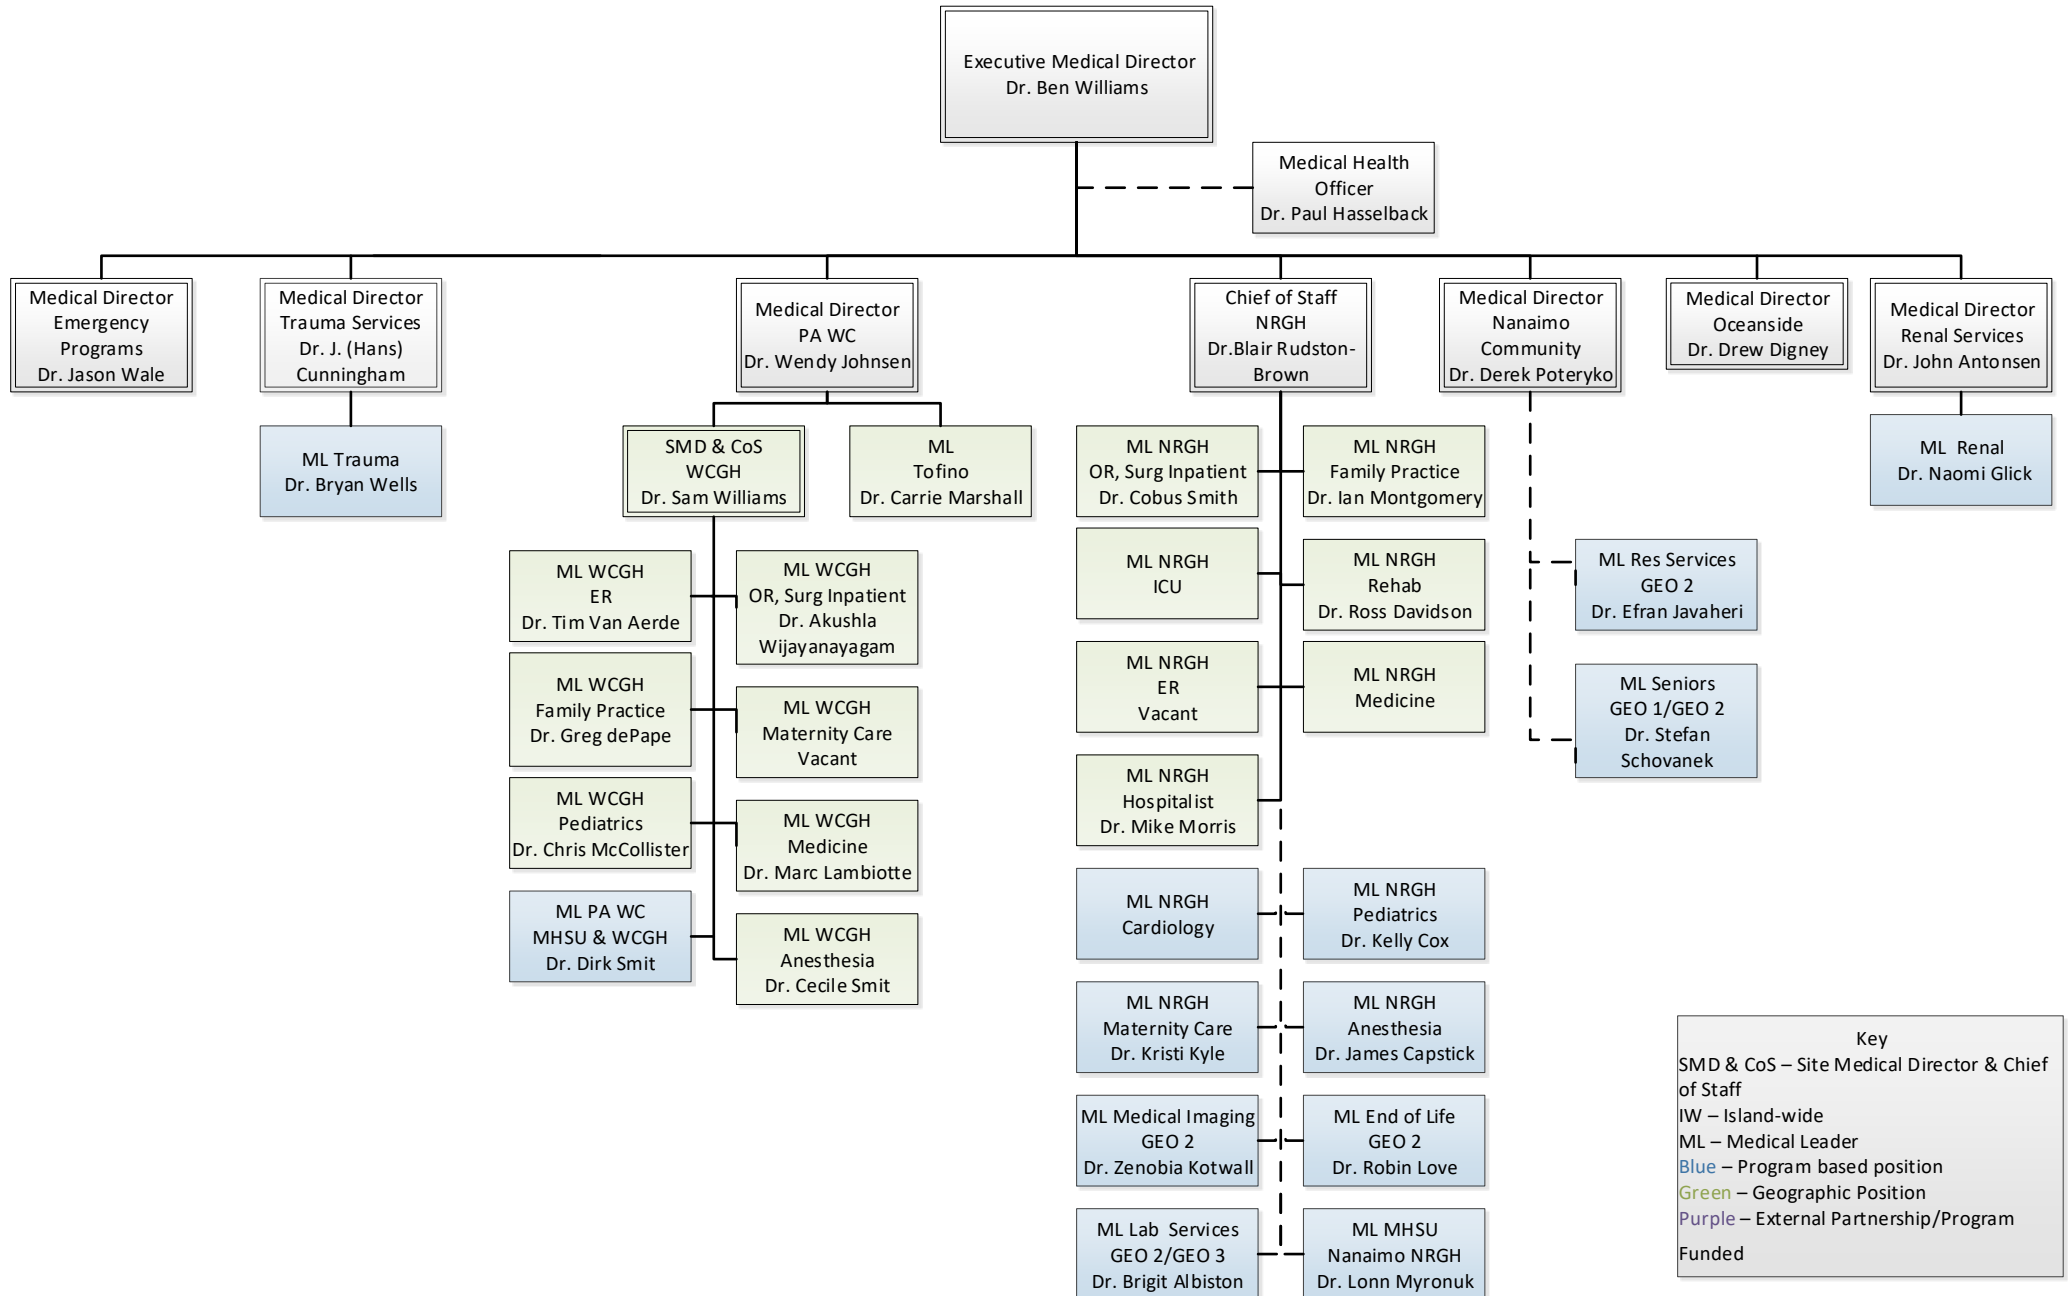 Executive Medical Director
Dr. Ben Williams
Medical Health
Officer
Dr. Paul Hasselback
Medical Director
Emergency
Programs
Dr. Jason Wale
Medical Director
Trauma Services
Dr. J. (Hans)
Cunningham
Medical Director
PA WC
Dr. Wendy Johnsen
Chief of Staff
NRGH
Dr.Blair Rudston-
Brown
Medical Director
Nanaimo
Community
Dr. Derek Poteryko
Medical Director
Oceanside
Dr. Drew Digney
Medical Director
Renal Services
Dr. John Antonsen
ML Trauma
Dr. Bryan Wells
SMD & CoS
WCGH
Dr. Sam Williams
ML
Tofino
Dr. Carrie Marshall
ML NRGH
OR, Surg Inpatient
Dr. Cobus Smith
ML NRGH
Family Practice
Dr. Ian Montgomery
ML Renal
Dr. Naomi Glick
ML WCGH
ER
Dr. Tim Van Aerde
ML WCGH
OR, Surg Inpatient
Dr. Akushla
Wijayanayagam
ML NRGH
ICU
ML NRGH
Rehab
Dr. Ross Davidson
ML Res Services
GEO 2
Dr. Efran Javaheri
ML WCGH
Family Practice
Dr. Greg dePape
ML WCGH
Maternity Care
Vacant
ML NRGH
ER
Vacant
ML NRGH
Medicine
ML Seniors
GEO 1/GEO 2
Dr. Stefan
Schovanek
ML WCGH
Pediatrics
Dr. Chris McCollister
ML WCGH
Medicine
Dr. Marc Lambiotte
ML NRGH
Hospitalist
Dr. Mike Morris
ML PA WC
MHSU & WCGH
Dr. Dirk Smit
ML WCGH
Anesthesia
Dr. Cecile Smit
ML NRGH
Cardiology
ML NRGH
Pediatrics
Dr. Kelly Cox
ML NRGH
Maternity Care
Dr. Kristi Kyle
ML NRGH
Anesthesia
Dr. James Capstick
ML Medical Imaging
GEO 2
Dr. Zenobia Kotwall
ML End of Life
GEO 2
Dr. Robin Love
ML Lab Services
GEO 2/GEO 3
Dr. Brigit Albiston
ML MHSU
Nanaimo NRGH
Dr. Lonn Myronuk
Key
SMD & CoS – Site Medical Director & Chief
of Staff
IW – Island-wide
ML – Medical Leader
Blue – Program based position
Green – Geographic Position
Purple – External Partnership/Program
Funded